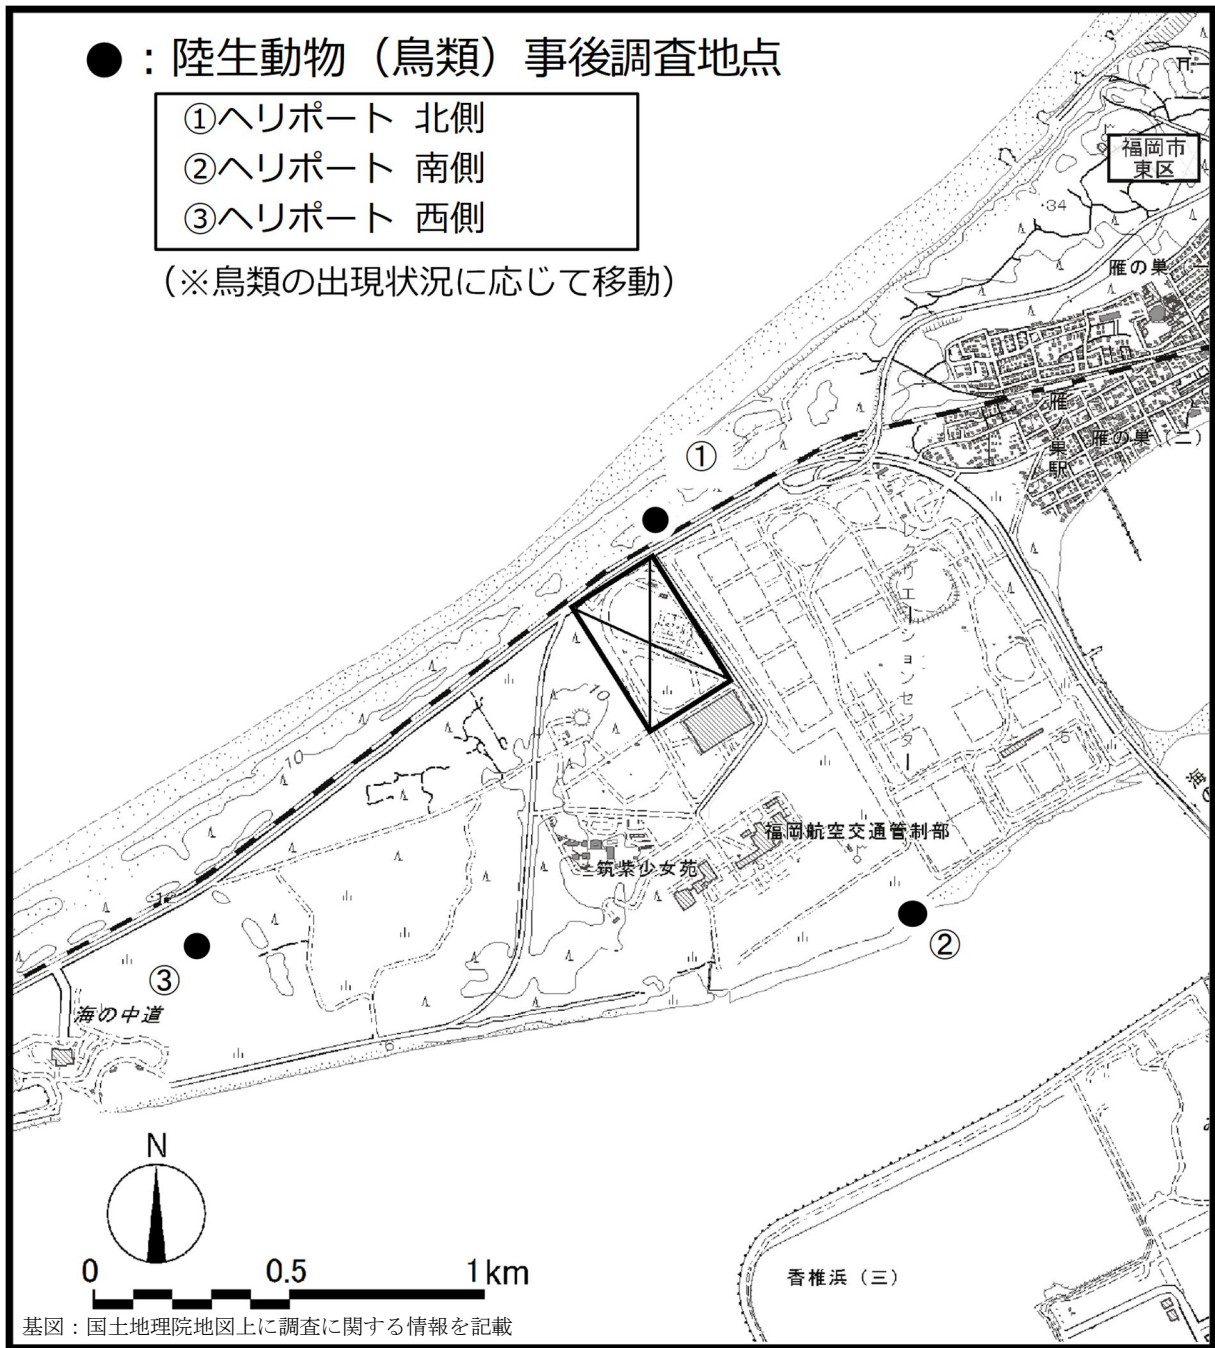 ●：陸生動物（鳥類）事後調査地点
①ヘリポート 北側
②ヘリポート 南側
③ヘリポート 西側
（※鳥類の出現状況に応じて移動）
福岡市
東区
34
雁の巣
雁ノ巣駅
雁の巣（二）
①
レクリエーションセンター
10
10
福岡航空交通管制部
筑紫少女苑
②
③
海の中道
海の
N
0 0.5 1km
香椎浜（三）
基図：国土地理院地図上に調査に関する情報を記載